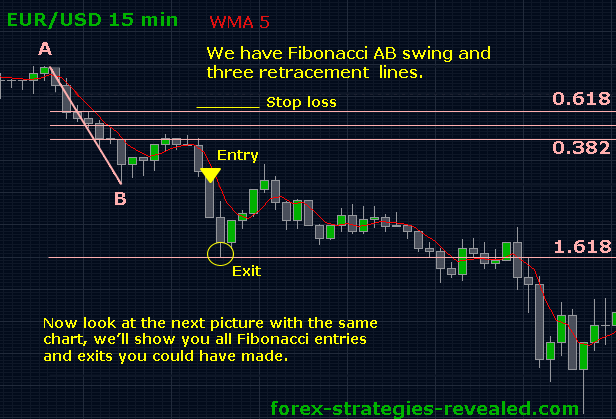 EUR/USD 15 min
WMA 5
A
We have Fibonacci AB swing and
three retracement lines.
Stop loss
0.618
0.382
Entry
B
1.618
Exit
Now look at the next picture with the same
chart, we'll show you all Fibonacci entries
and exits you could have made.
forex-strategies-revealed.com